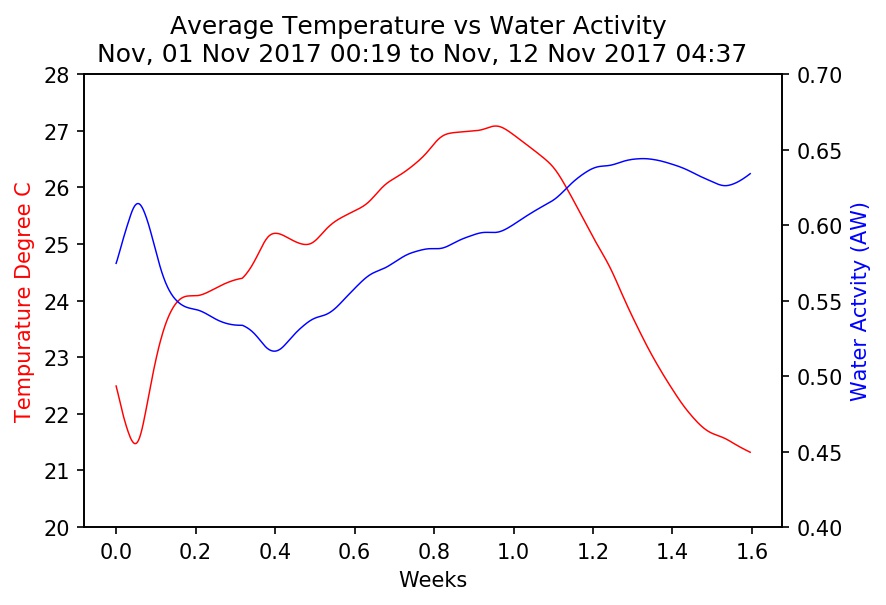 Average Temperature vs Water Activity
Nov, 01 Nov 2017 00:19 to Nov, 12 Nov 2017 04:37
28
27
26
25
24
23
22
21
20
Tempurature Degree C
0.70
0.65
0.60
0.55
0.50
0.45
0.40
Water Actvity (AW)
0.0 0.2 0.4 0.6 0.8 1.0 1.2 1.4 1.6
Weeks